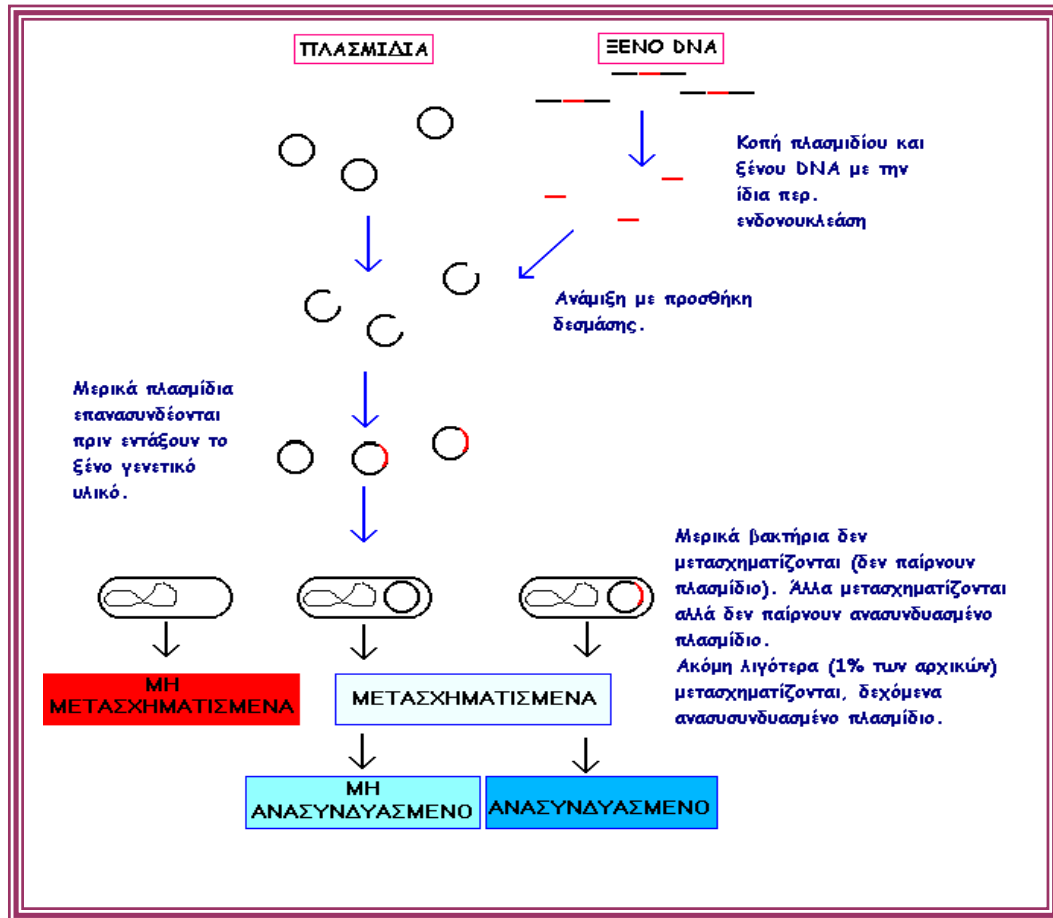 ΠΛΑΣΜΙΔΙΑ
ΞΕΝΟ DNA
Κοπή πλασμιδίου και
ξένου DNA με την
ίδια περ.
ενδονουκλεάση
Ανάμιξη με προσθήκη
δεσμάσης.
Μερικά πλασμίδια
επανασυνδέονται
πριν εντάξουν το
ξένο γενετικό
υλικό.
Μερικά βακτήρια δεν
μετασχηματίζονται (δεν παίρνουν
πλασμίδιο). Άλλα μετασχηματίζονται
αλλά δεν παίρνουν ανασυνδυασμένο
πλασμίδιο.
Ακόμη λιγότερα (1% των αρχικών)
μετασχηματίζονται, δεχόμενα
ανασυσυνδυασμένο πλασμίδιο.
ΜΗ
ΜΕΤΑΣΧΗΜΑΤΙΣΜΕΝΑ
ΜΕΤΑΣΧΗΜΑΤΙΣΜΕΝΑ
ΜΗ
ΑΝΑΣΥΝΔΥΑΣΜΕΝΟ
ΑΝΑΣΥΝΔΥΑΣΜΕΝΟ